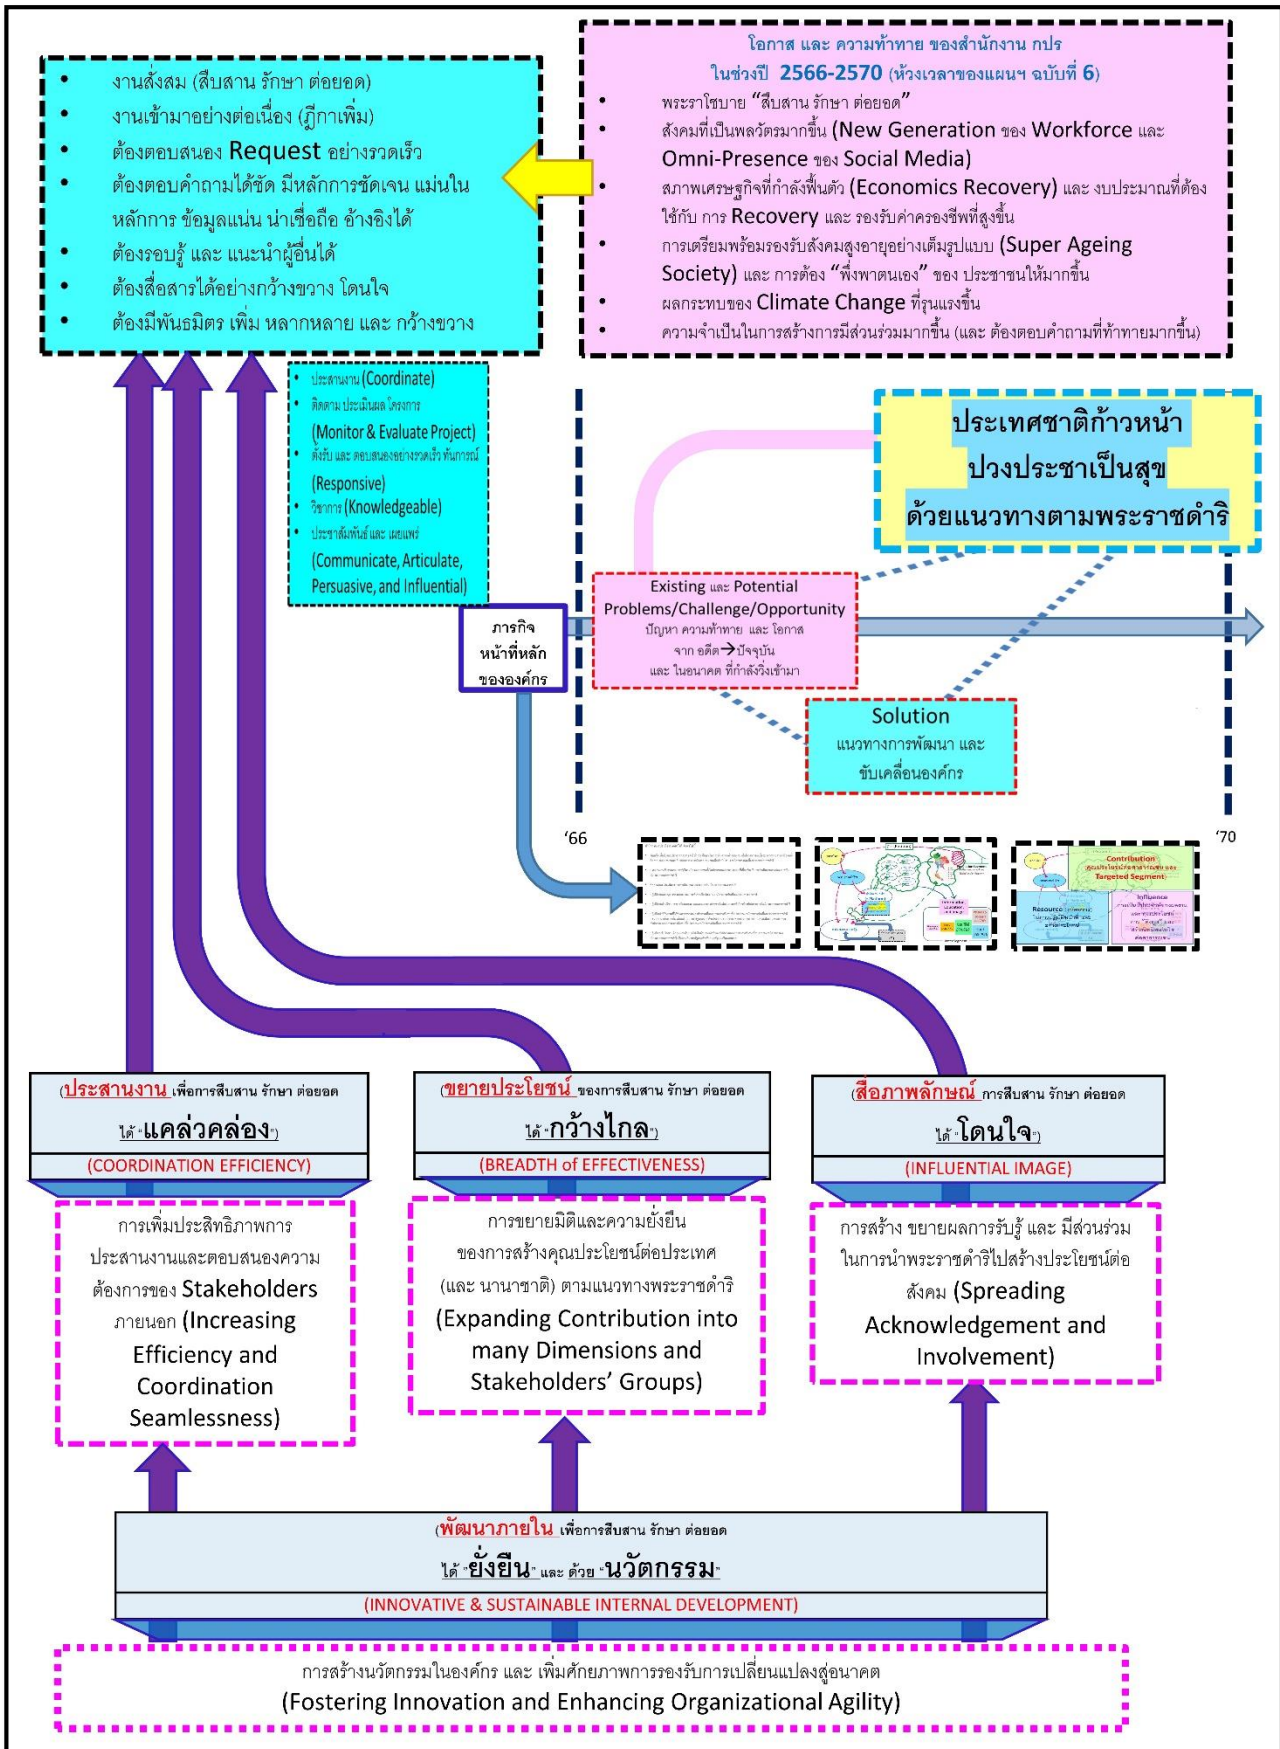 งานสั่งสม (สืบสาน รักษา ต่อยอด)
งานเข้ามาอย่างต่อเนื่อง (ฎีกาเพิ่ม)
ต้องตอบสนอง Request อย่างรวดเร็ว
ต้องตอบคำถามได้ชัด มีหลักการชัดเจน แม่นใน
หลักการ ข้อมูลแน่น น่าเชื่อถือ อ้างอิงได้
ต้องรอบรู้ และ แนะนำผู้อื่นได้
ต้องสื่อสารได้อย่างกว้างขวาง โดนใจ
ต้องมีพันธมิตร เพิ่ม หลากหลาย และ กว้างขวาง
โอกาส และ ความท้าทาย ของสำนักงาน กปร
ในช่วงปี 2566-2570 (ห้วงเวลาของแผนฯ ฉบับที่ 6)
พระราโชบาย “สืบสาน รักษา ต่อยอด”
สังคมที่เป็นพลวัตรมากขึ้น (New Generation ของ Workforce และ
Omni-Presence ของ Social Media)
สภาพเศรษฐกิจที่กำลังฟื้นตัว (Economics Recovery) และ งบประมาณที่ต้อง
ใช้กับ การ Recovery และ รองรับค่าครองชีพที่สูงขึ้น
การเตรียมพร้อมรองรับสังคมสูงอายุอย่างเต็มรูปแบบ (Super Ageing
Society) และ การต้อง “พึ่งพาตนเอง” ของ ประชาชนให้มากขึ้น
ผลกระทบของ Climate Change ที่รุนแรงขึ้น
ความจำเป็นในการสร้างการมีส่วนร่วมมากขึ้น (และ ต้องตอบคำถามที่ท้าทายมากขึ้น)
ประสานงาน (Coordinate)
ติดตาม ประเมินผล โครงการ
(Monitor & Evaluate Project)
ตั้งรับ และ ตอบสนองอย่างรวดเร็ว ทันการณ์
(Responsive)
วิชาการ (Knowledgeable)
ประชาสัมพันธ์ และ เผยแพร่
(Communicate, Articulate,
Persuasive, and Influential)
ประเทศชาติก้าวหน้า
ปวงประชาเป็นสุข
ด้วยแนวทางตามพระราชดำริ
ภารกิจ
หน้าที่หลัก
ขององค์กร
Existing และ Potential
Problems/Challenge/Opportunity
ปัญหา ความท้าทาย และ โอกาส
จาก อดีต→ปัจจุบัน
และ ในอนาคต ที่กำลังวิ่งเข้ามา
Solution
แนวทางการพัฒนา และ
ขับเคลื่อนองค์กร
‘66
‘70
Contribution
Targeted Segment)
Resource
Influence
(ประสานงาน เพื่อการสืบสาน รักษา ต่อยอด
ได้ “แคล่วคล่อง”)
(COORDINATION EFFICIENCY)
(ขยายประโยชน์ ของการสืบสาน รักษา ต่อยอด
ได้ “กว้างไกล”)
(BREADTH of EFFECTIVENESS)
(สื่อภาพลักษณ์ การสืบสาน รักษา ต่อยอด
ได้ “โดนใจ”)
(INFLUENTIAL IMAGE)
การเพิ่มประสิทธิภาพการ
ประสานงานและตอบสนองความ
ต้องการของ Stakeholders
ภายนอก (Increasing
Efficiency and
Coordination
Seamlessness)
การขยายมิติและความยั่งยืน
ของการสร้างคุณประโยชน์ต่อประเทศ
(และ นานาชาติ) ตามแนวทางพระราชดำริ
(Expanding Contribution into
many Dimensions and
Stakeholders’ Groups)
การสร้าง ขยายผลการรับรู้ และ มีส่วนร่วม
ในการนำพระราชดำริไปสร้างประโยชน์ต่อ
สังคม (Spreading
Acknowledgement and
Involvement)
(พัฒนาภายใน เพื่อการสืบสาน รักษา ต่อยอด
ได้ “ยั่งยืน” และ ด้วย “นวัตกรรม”
(INNOVATIVE & SUSTAINABLE INTERNAL DEVELOPMENT)
การสร้างนวัตกรรมในองค์กร และ เพิ่มศักยภาพการรองรับการเปลี่ยนแปลงสู่อนาคต
(Fostering Innovation and Enhancing Organizational Agility)